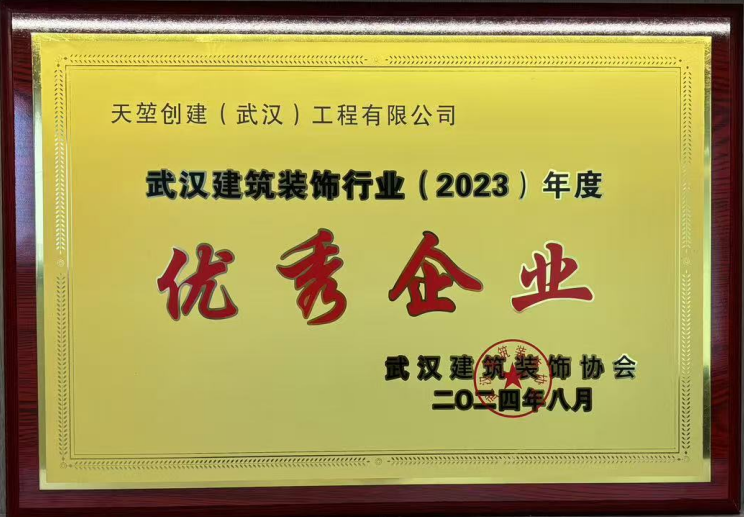 天堃创建（武汉）工程有限公司
武汉建筑装饰行业（2023）年度
优秀企业
武汉建筑装饰协会
二〇二四年八月